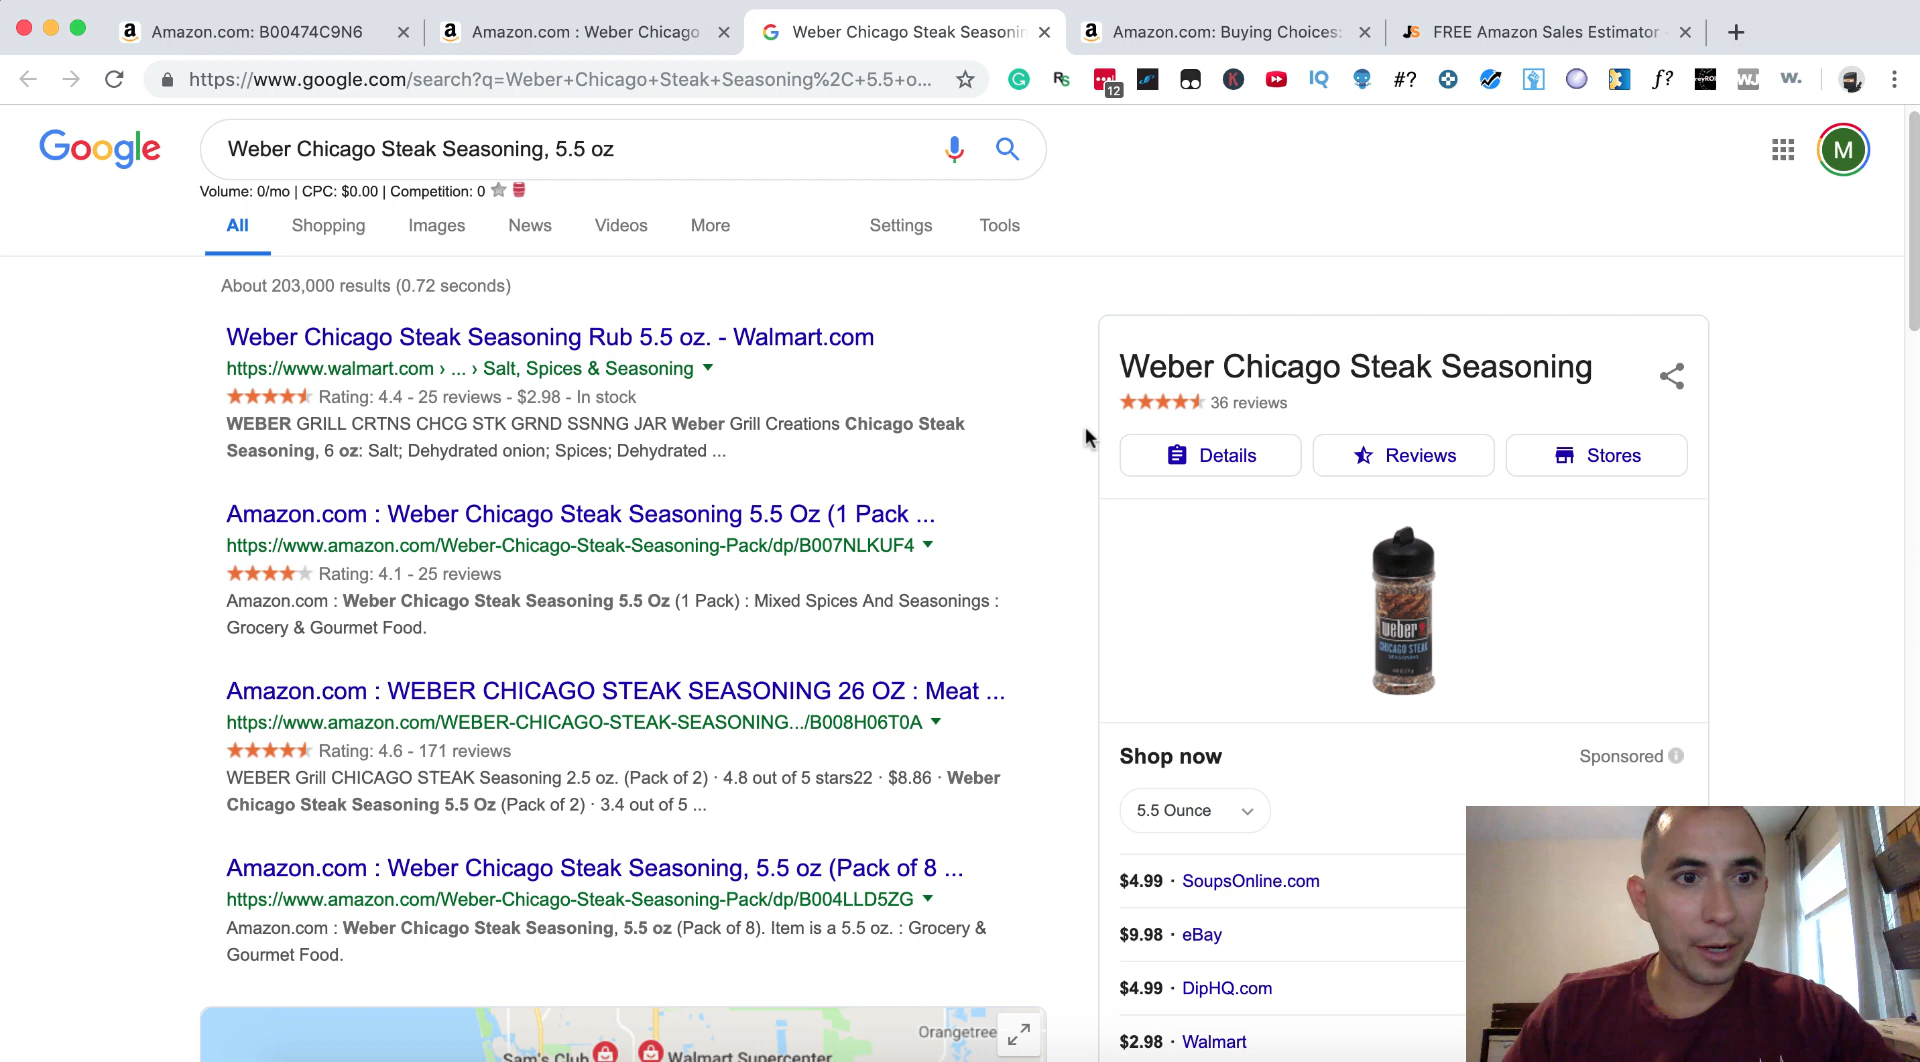 Amazon.com: B00474C9N6
Amazon.com : Weber Chicago
Weber Chicago Steak Seasonin
Amazon.com: Buying Choices:
FREE Amazon Sales Estimator
https://www.google.com/search?q=Weber+Chicago+Steak+Seasoning%2C+5.5+o...
12
IQ
#?
f?
WJ
w.
Google
Weber Chicago Steak Seasoning, 5.5 oz
M
Volume: 0/mo | CPC: $0.00 | Competition: 0
All
Shopping
Images
News
Videos
More
Settings
Tools
About 203,000 results (0.72 seconds)
Weber Chicago Steak Seasoning Rub 5.5 oz. - Walmart.com
https://www.walmart.com › ... › Salt, Spices & Seasoning
Rating: 4.4 - 25 reviews - $2.98 - In stock
WEBER GRILL CRTNS CHCG STK GRND SSNNG JAR Weber Grill Creations Chicago Steak
Seasoning, 6 oz: Salt; Dehydrated onion; Spices; Dehydrated ...
Amazon.com : Weber Chicago Steak Seasoning 5.5 Oz (1 Pack ...
https://www.amazon.com/Weber-Chicago-Steak-Seasoning-Pack/dp/B007NLKUF4
Rating: 4.1 - 25 reviews
Amazon.com : Weber Chicago Steak Seasoning 5.5 Oz (1 Pack) : Mixed Spices And Seasonings :
Grocery & Gourmet Food.
Amazon.com : WEBER CHICAGO STEAK SEASONING 26 OZ : Meat ...
https://www.amazon.com/WEBER-CHICAGO-STEAK-SEASONING.../B008H06T0A
Rating: 4.6 - 171 reviews
WEBER Grill CHICAGO STEAK Seasoning 2.5 oz. (Pack of 2) · 4.8 out of 5 stars22 · $8.86 · Weber
Chicago Steak Seasoning 5.5 Oz (Pack of 2) · 3.4 out of 5 ...
Amazon.com : Weber Chicago Steak Seasoning, 5.5 oz (Pack of 8 ...
https://www.amazon.com/Weber-Chicago-Steak-Seasoning-Pack/dp/B004LLD5ZG
Amazon.com : Weber Chicago Steak Seasoning, 5.5 oz (Pack of 8). Item is a 5.5 oz. : Grocery &
Gourmet Food.
Orangetree
Sam's Club
Walmart Supercenter
Weber Chicago Steak Seasoning
36 reviews
Details
Reviews
Stores
weber
CHICAGO STEAK
SEASONING
Shop now
Sponsored
5.5 Ounce
$4.99 · SoupsOnline.com
$9.98 · eBay
$4.99 · DipHQ.com
$2.98 · Walmart